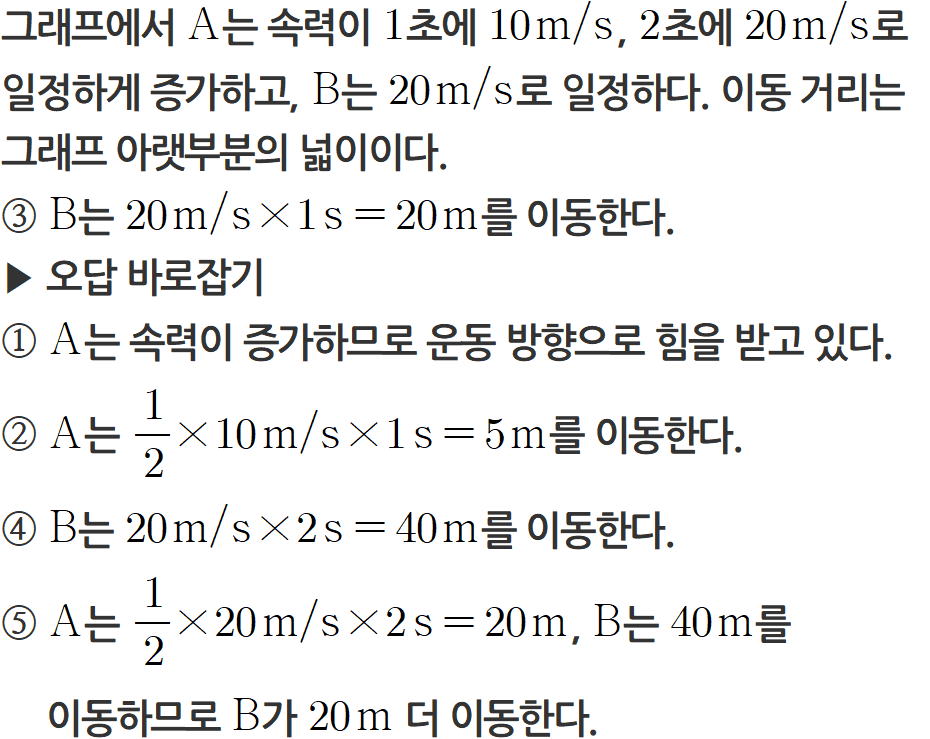 그래프에서 A는 속력이 1초에 10 m/s, 2초에 20 m/s로
일정하게 증가하고, B는 20 m/s로 일정하다. 이동 거리는
그래프 아랫부분의 넓이이다.
③ B는 20 m/s×1 s=20 m를 이동한다.
▶ 오답 바로잡기
① A는 속력이 증가하므로 운동 방향으로 힘을 받고 있다.
② A는 1/2×10 m/s×1 s=5 m를 이동한다.
④ B는 20 m/s×2 s=40 m를 이동한다.
⑤ A는 1/2×20 m/s×2 s=20 m, B는 40 m를
이동하므로 B가 20 m 더 이동한다.